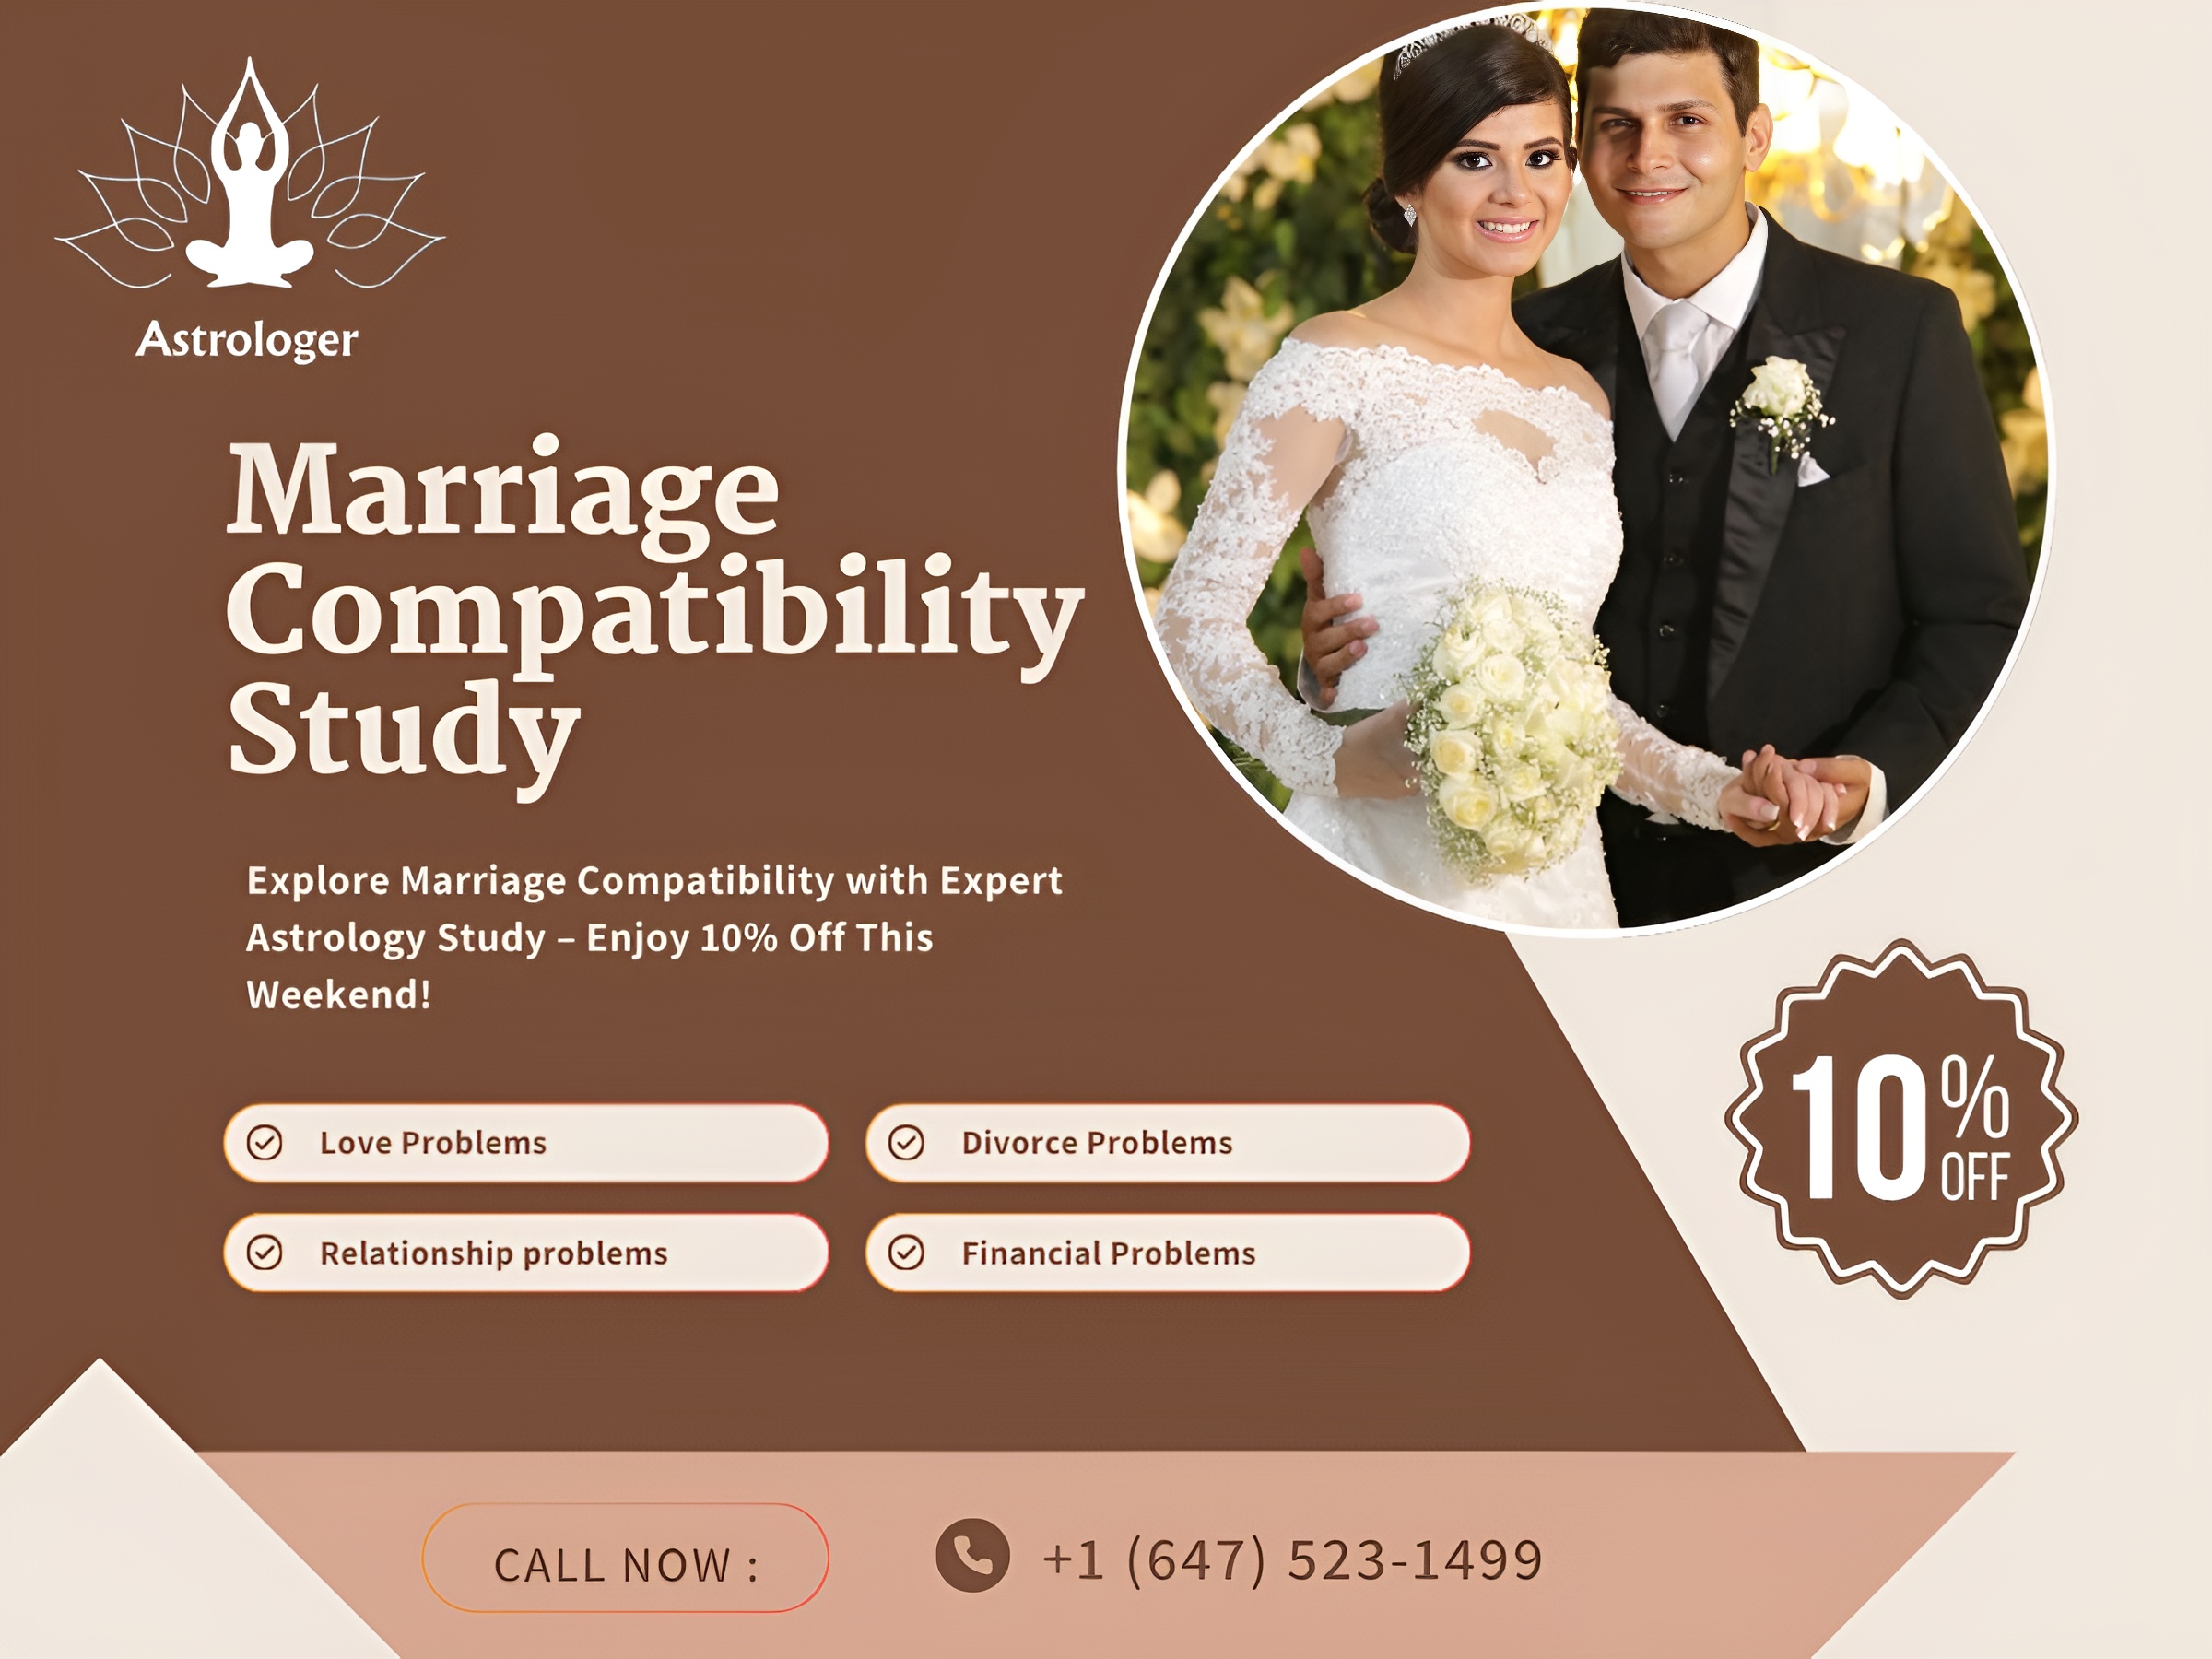 Astrologer
Marriage
Compatibility
Study
Explore Marriage Compatibility with Expert
Astrology Study – Enjoy 10% Off This
Weekend!
Love Problems
Divorce Problems
Relationship problems
Financial Problems
10%
OFF
CALL NOW :
+1 (647) 523-1499